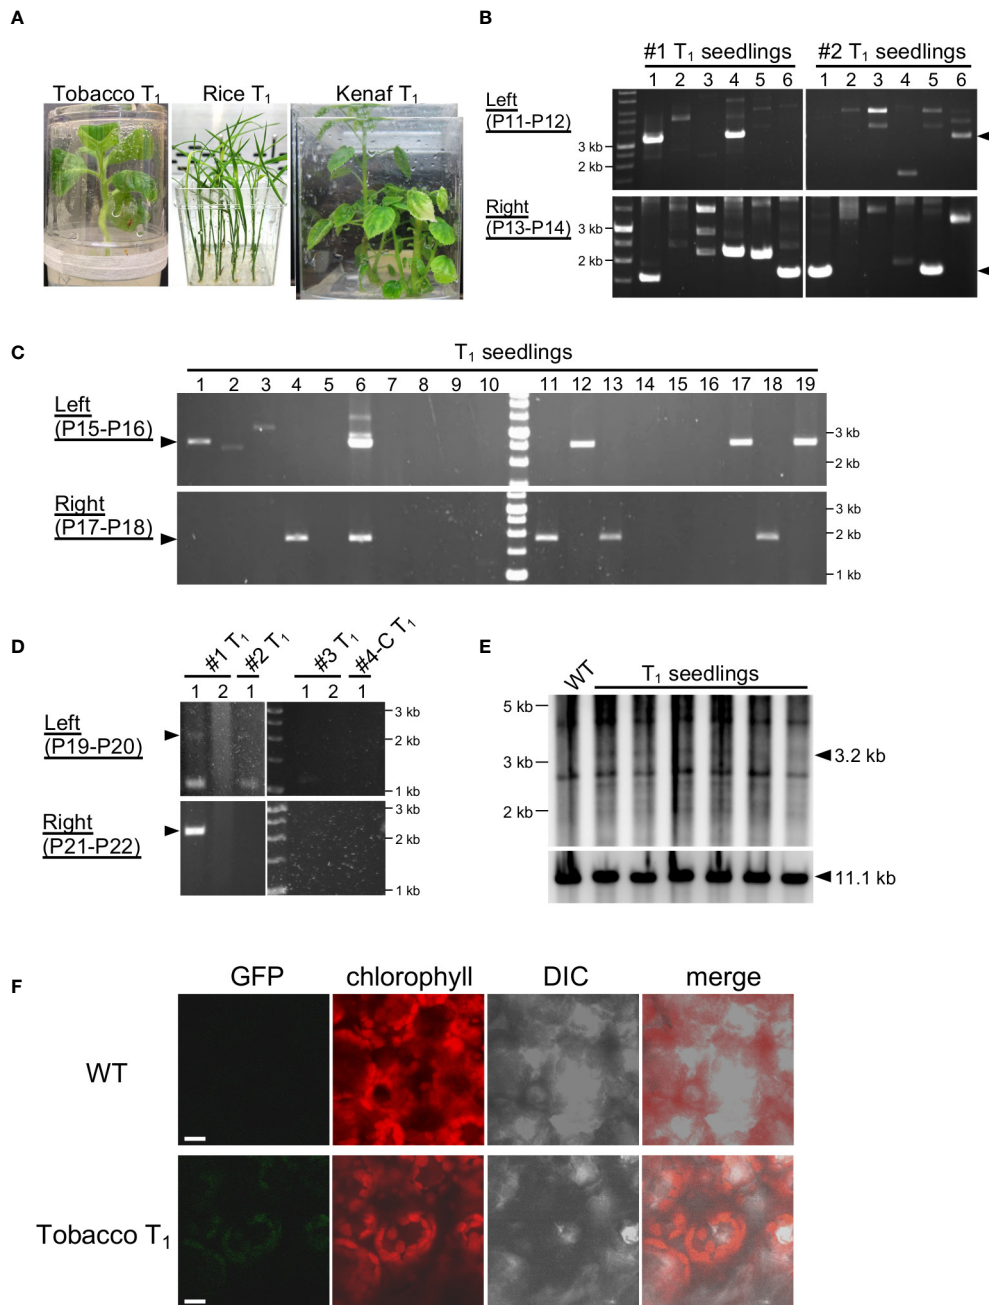 A
Tobacco T1
Rice T1
Kenaf T1
B
#1 T1 seedlings
#2 T1 seedlings
1 2 3 4 5 6
1 2 3 4 5 6
Left
(P11-P12)
3 kb
2 kb
Right
(P13-P14)
3 kb
2 kb
C
T1 seedlings
1 2 3 4 5 6 7 8 9 10 11 12 13 14 15 16 17 18 19
Left
(P15-P16)
3 kb
2 kb
Right
(P17-P18)
3 kb
2 kb
1 kb
D
#1 T1
#2 T1
#3 T1
#4-C T1
1 2 1 1 2 1
Left
(P19-P20)
3 kb
2 kb
1 kb
Right
(P21-P22)
3 kb
2 kb
1 kb
E
WT
T1 seedlings
5 kb
3 kb
2 kb
3.2 kb
11.1 kb
F
GFP
chlorophyll
DIC
merge
WT
Tobacco T1